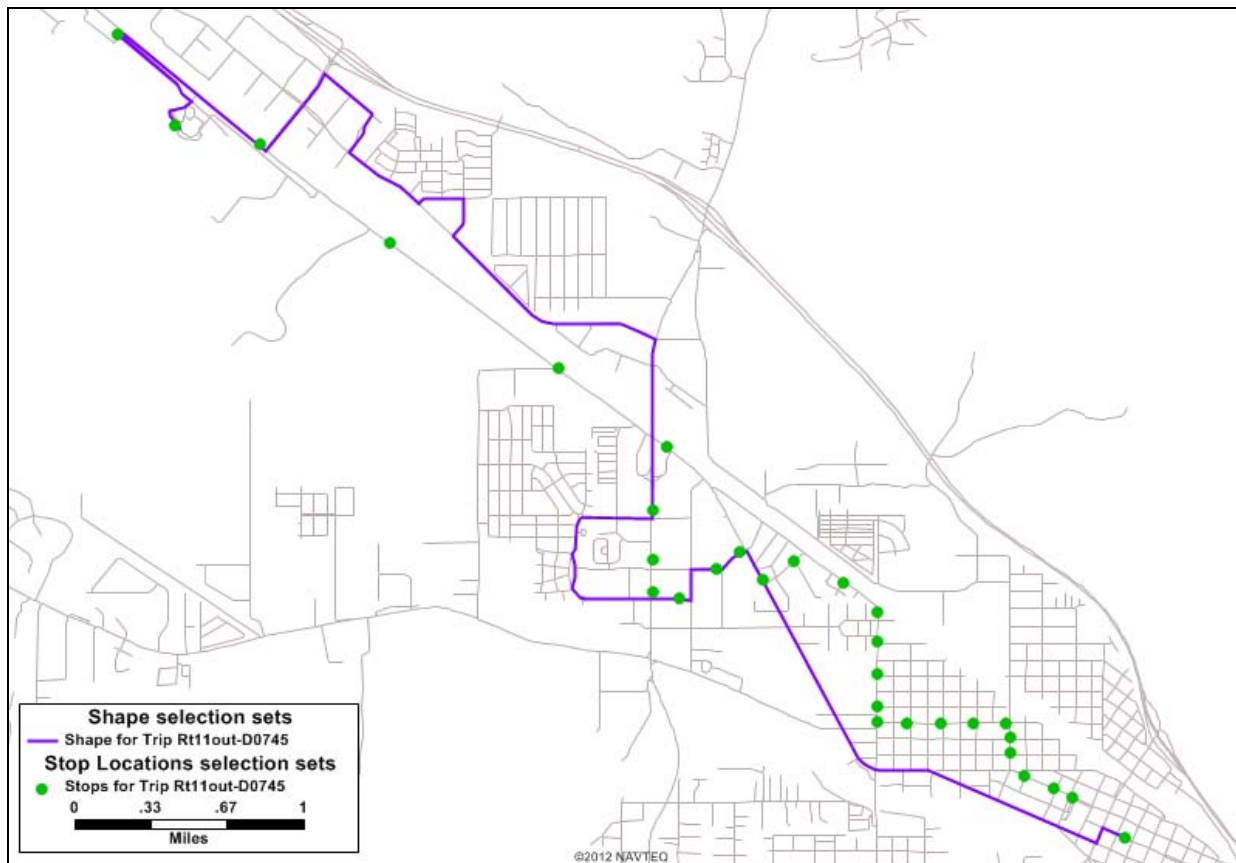 Shape selection sets
Shape for Trip Rt11out-D0745
Stop Locations selection sets
Stops for Trip Rt11out-D0745
0 .33 .67 1
Miles
©2012 NAVTEQ